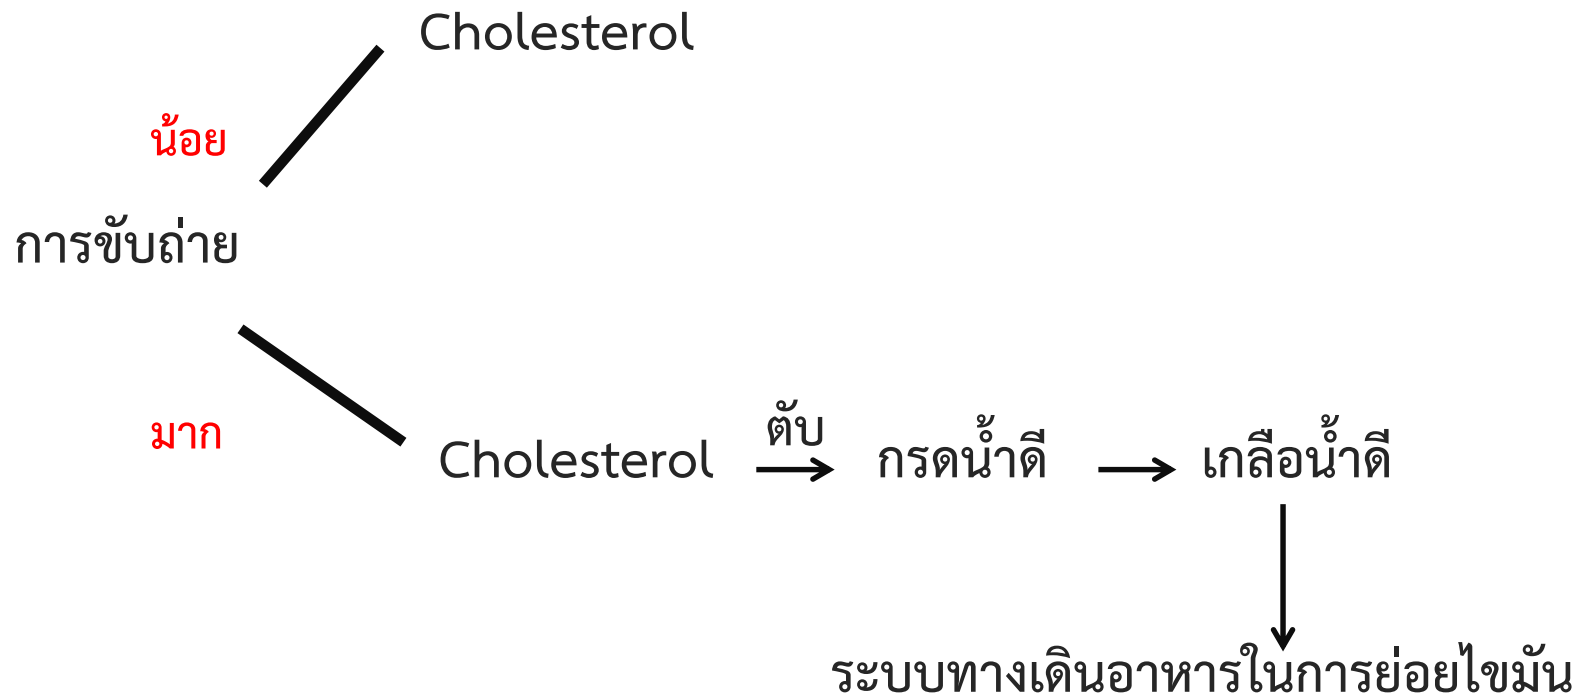 Cholesterol
น้อย
การขับถ่าย
มาก
Cholesterol
ตับ
กรดน้ำดี
เกลือน้ำดี
ระบบทางเดินอาหารในการย่อยไขมัน